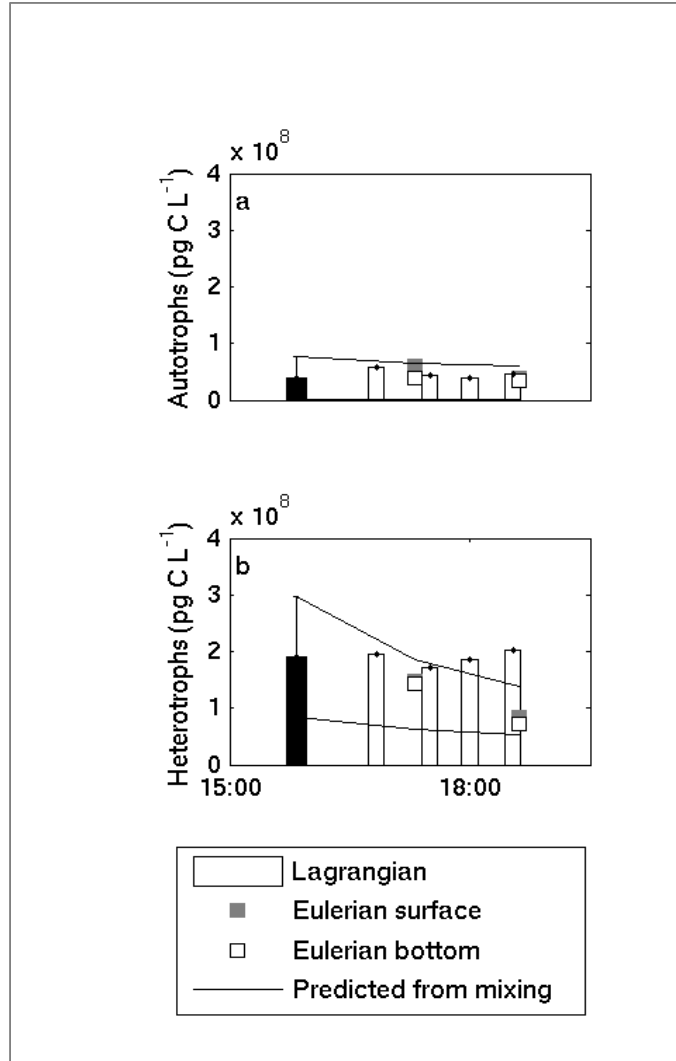 x 10^8
4
3
2
1
0
Autotrophs (pg C L^-1)
a
x 10^8
4
3
2
1
0
Heterotrophs (pg C L^-1)
b
15:00 18:00
Lagrangian
Eulerian surface
Eulerian bottom
Predicted from mixing